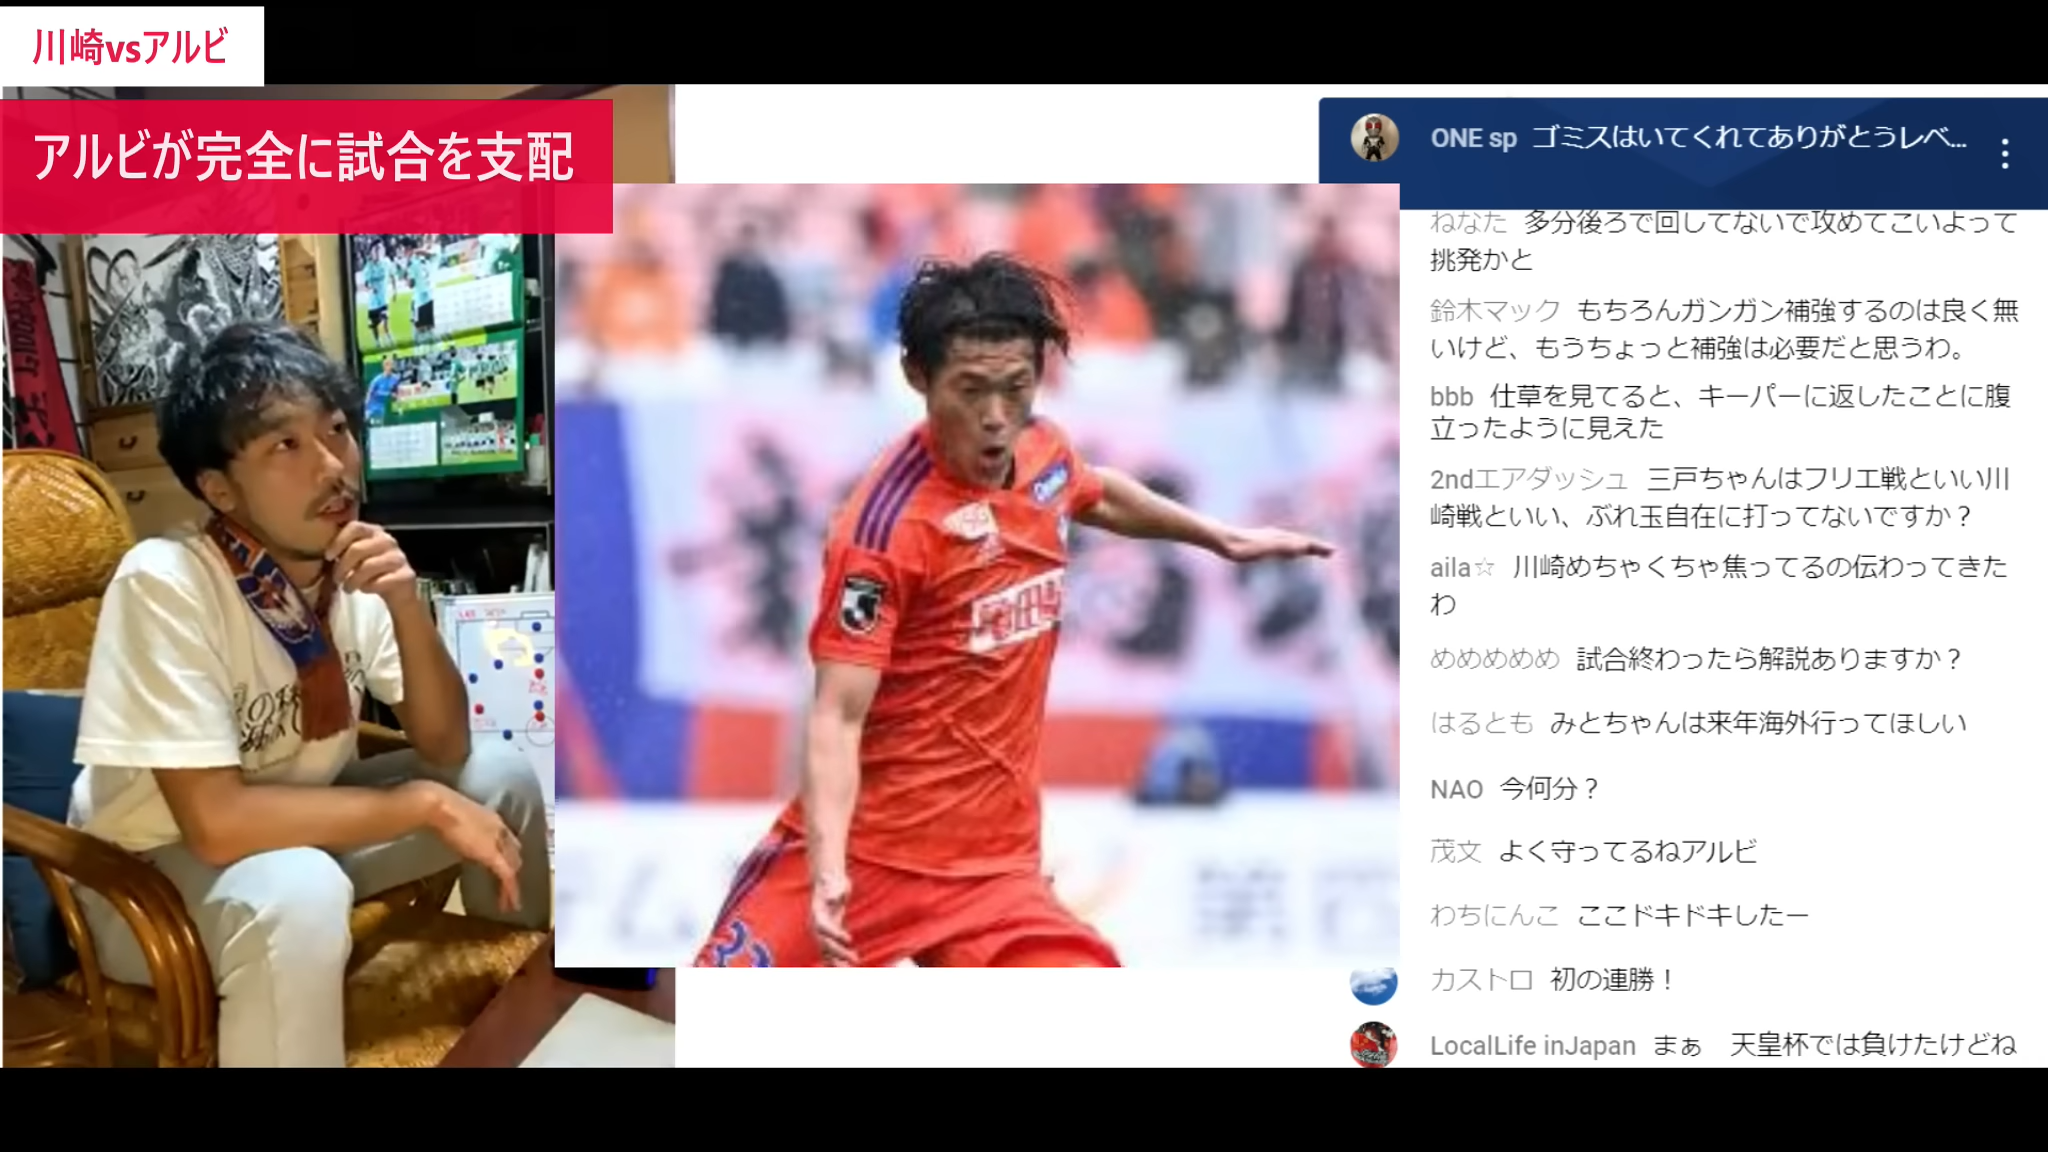 川崎vsアルビ
アルビが完全に試合を支配
ONE sp ゴミスはいてくれてありがとうレベ...
ねなた 多分後ろで回してないで攻めてこいよって
挑発かと
鈴木マック もちろんガンガン補強するのは良く無
いけど、もうちょっと補強は必要だと思うわ。
bbb 仕草を見てると、キーパーに返したことに腹
立ったように見えた
2ndエアダッシュ 三戸ちゃんはフリエ戦といい川
崎戦といい、ぶれ玉自在に打ってないですか？
aila☆ 川崎めちゃくちゃ焦ってるの伝わってきた
わ
めめめめめ 試合終わったら解説ありますか？
はるとも みとちゃんは来年海外行ってほしい
NAO 今何分？
茂文 よく守ってるねアルビ
わちにんこ ここドキドキしたー
カストロ 初の連勝！
LocalLife inJapan まぁ　天皇杯では負けたけどね